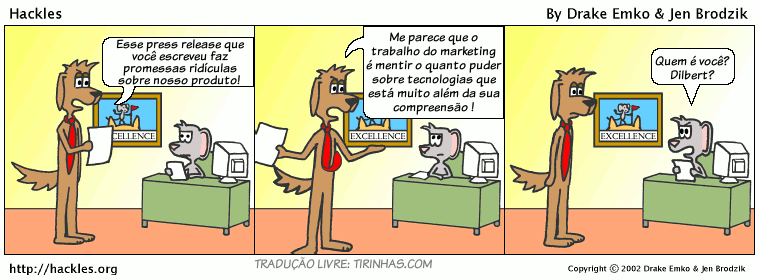 Hackles
By Drake Emko & Jen Brodzik
Esse press release que
você escreveu faz
promessas ridículas
sobre nosso produto!
EXCELLENCE
Me parece que o
trabalho do marketing
é mentir o quanto puder
sobre tecnologias que
está muito além da sua
compreensão !
EXCELLENCE
Quem é você?
Dilbert?
EXCELLENCE
http://hackles.org
TRADUÇÃO LIVRE: TIRINHAS.COM
Copyright © 2002 Drake Emko & Jen Brodzik